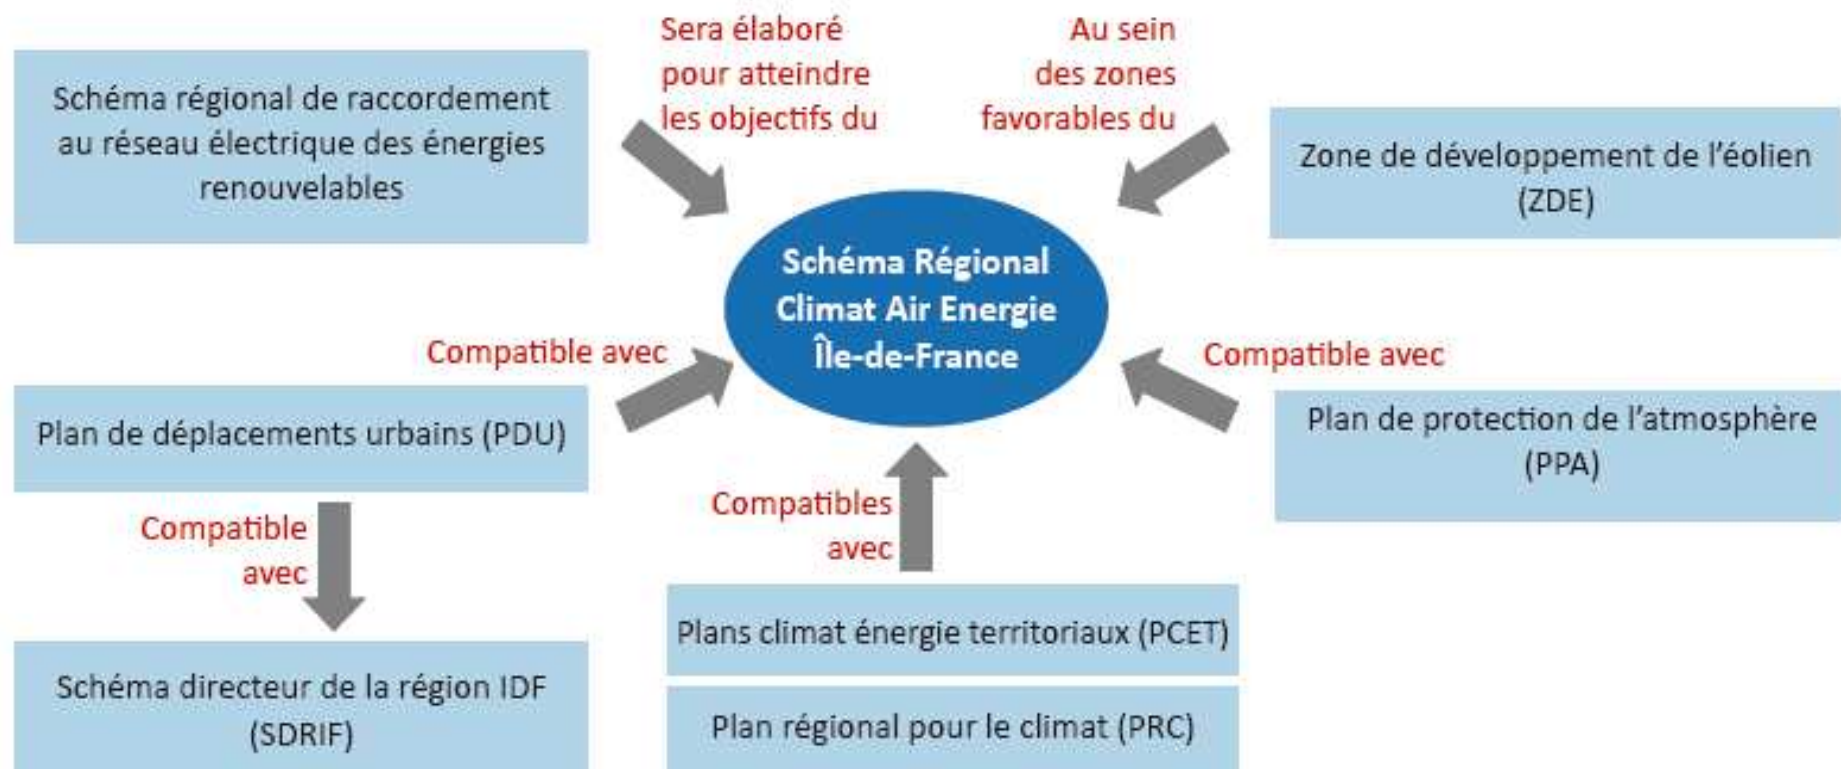 Schéma régional de raccordement
au réseau électrique des énergies
renouvelables
Sera élaboré
pour atteindre
les objectifs du
Au sein
des zones
favorables du
Zone de développement de l'éolien
(ZDE)
Schéma Régional
Climat Air Energie
Île-de-France
Compatible avec
Plan de déplacements urbains (PDU)
Compatible avec
Plan de protection de l'atmosphère
(PPA)
Compatible
avec
Schéma directeur de la région IDF
(SDRIF)
Compatibles
avec
Plans climat énergie territoriaux (PCET)
Plan régional pour le climat (PRC)